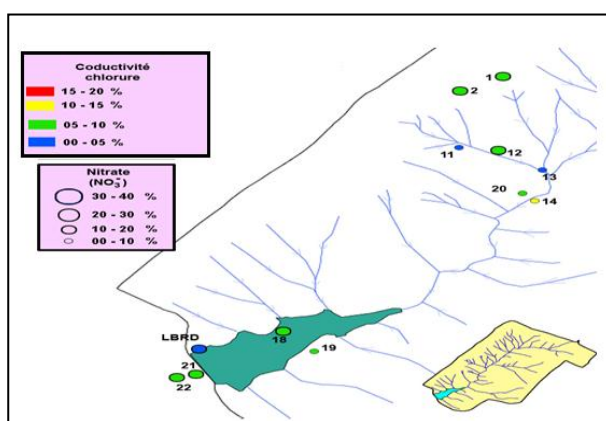 Coductivité
chlorure
15 - 20 %
10 - 15 %
05 - 10 %
00 - 05 %
Nitrate
(NO₃⁻)
30 - 40 %
20 - 30 %
10 - 20 %
00 - 10 %
1
2
11
12
13
20
14
LBRD
18
19
21
22